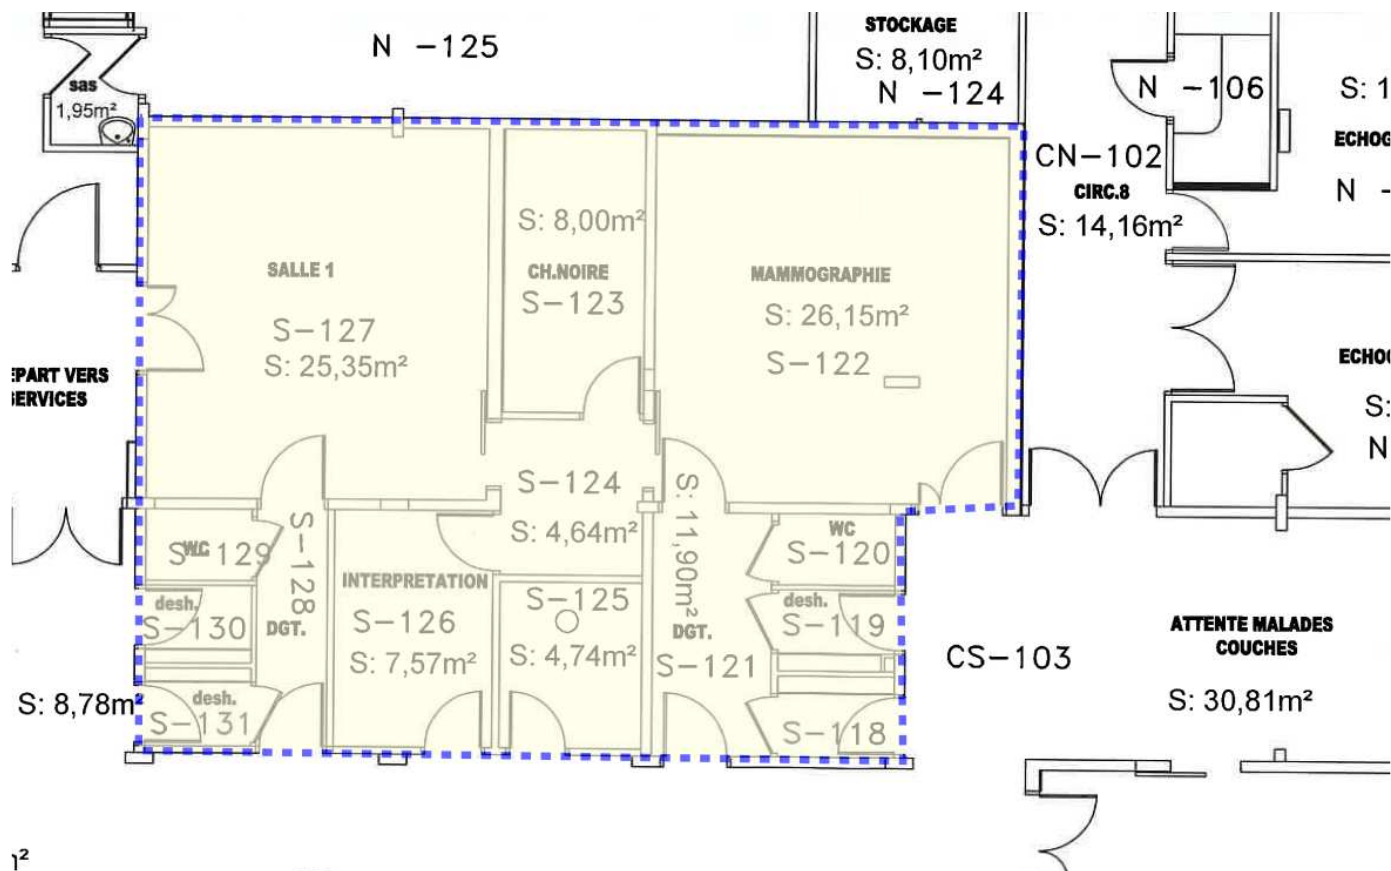 STOCKAGE
S: 8,10m²
N -124
N -125
sas
1,95m²
N -106
S: 1
ECHOG
N -
CN-102
CIRC.8
S: 14,16m²
S: 8,00m²
CH.NOIRE
S-123
SALLE 1
S-127
S: 25,35m²
MAMMOGRAPHIE
S: 26,15m²
S-122
EPART VERS
SERVICES
ECHO
S:
N
S-124
S: 4,64m²
S: 11,90m²
DGT.
S-121
S-128
DGT.
WC
S-129
desh.
S-130
desh.
S-131
INTERPRETATION
S-126
S: 7,57m²
S-125
S: 4,74m²
WC
S-120
desh.
S-119
S-118
CS-103
ATTENTE MALADES
COUCHES
S: 30,81m²
S: 8,78m²